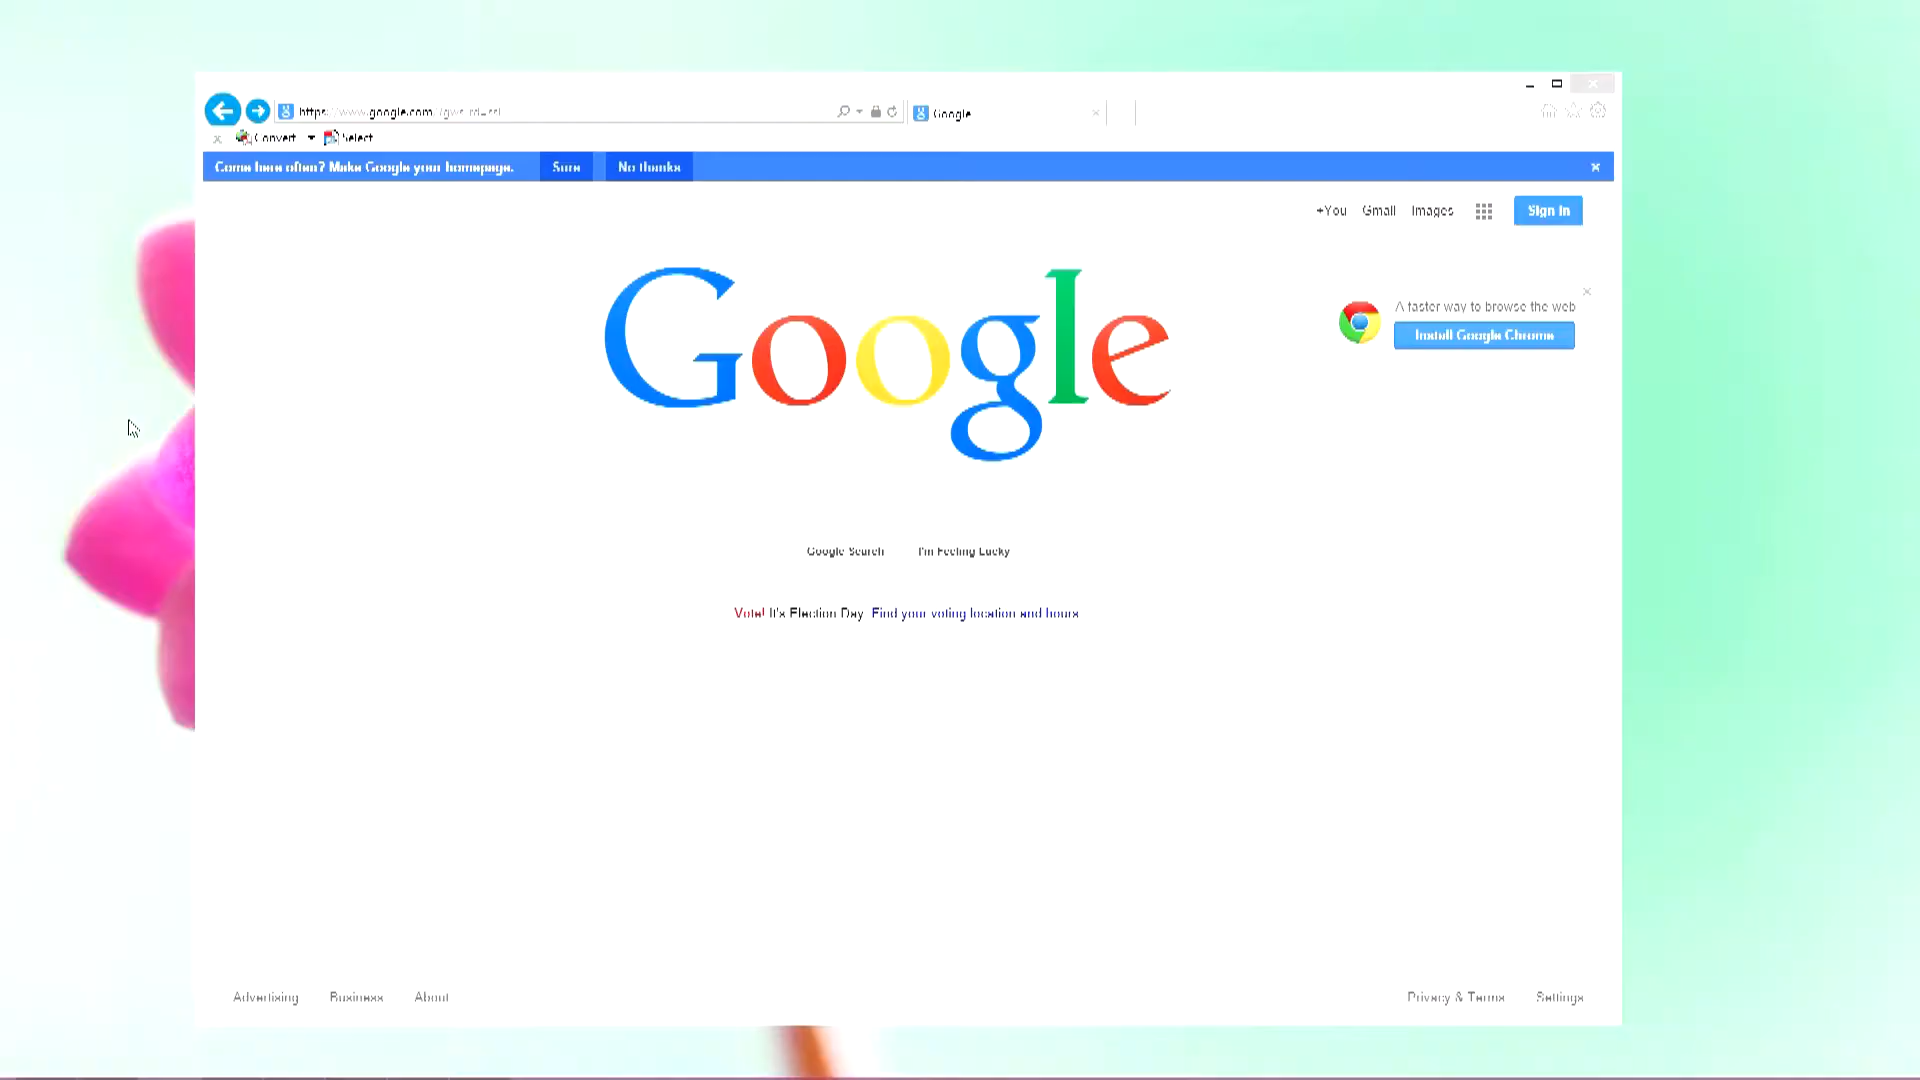 https://www.google.com/?gws_rd=ssl
Google
Convert Select
Come here often? Make Google your homepage. Sure No thanks
+You Gmail Images Sign in
Google
A faster way to browse the web
Install Google Chrome
Google Search I'm Feeling Lucky
Vote! It's Election Day. Find your voting location and hours
Advertising Business About
Privacy & Terms Settings